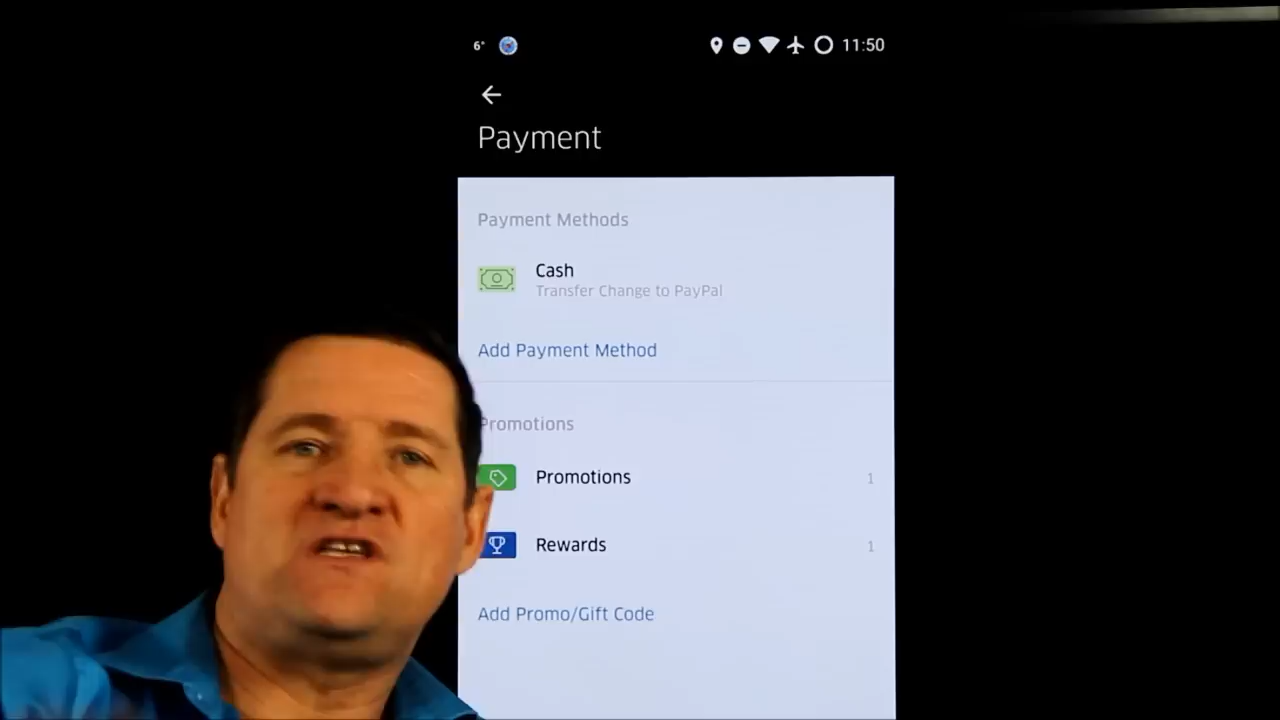 6°
11:50
Payment
Payment Methods
Cash
Transfer Change to PayPal
Add Payment Method
Promotions
Promotions 1
Rewards 1
Add Promo/Gift Code